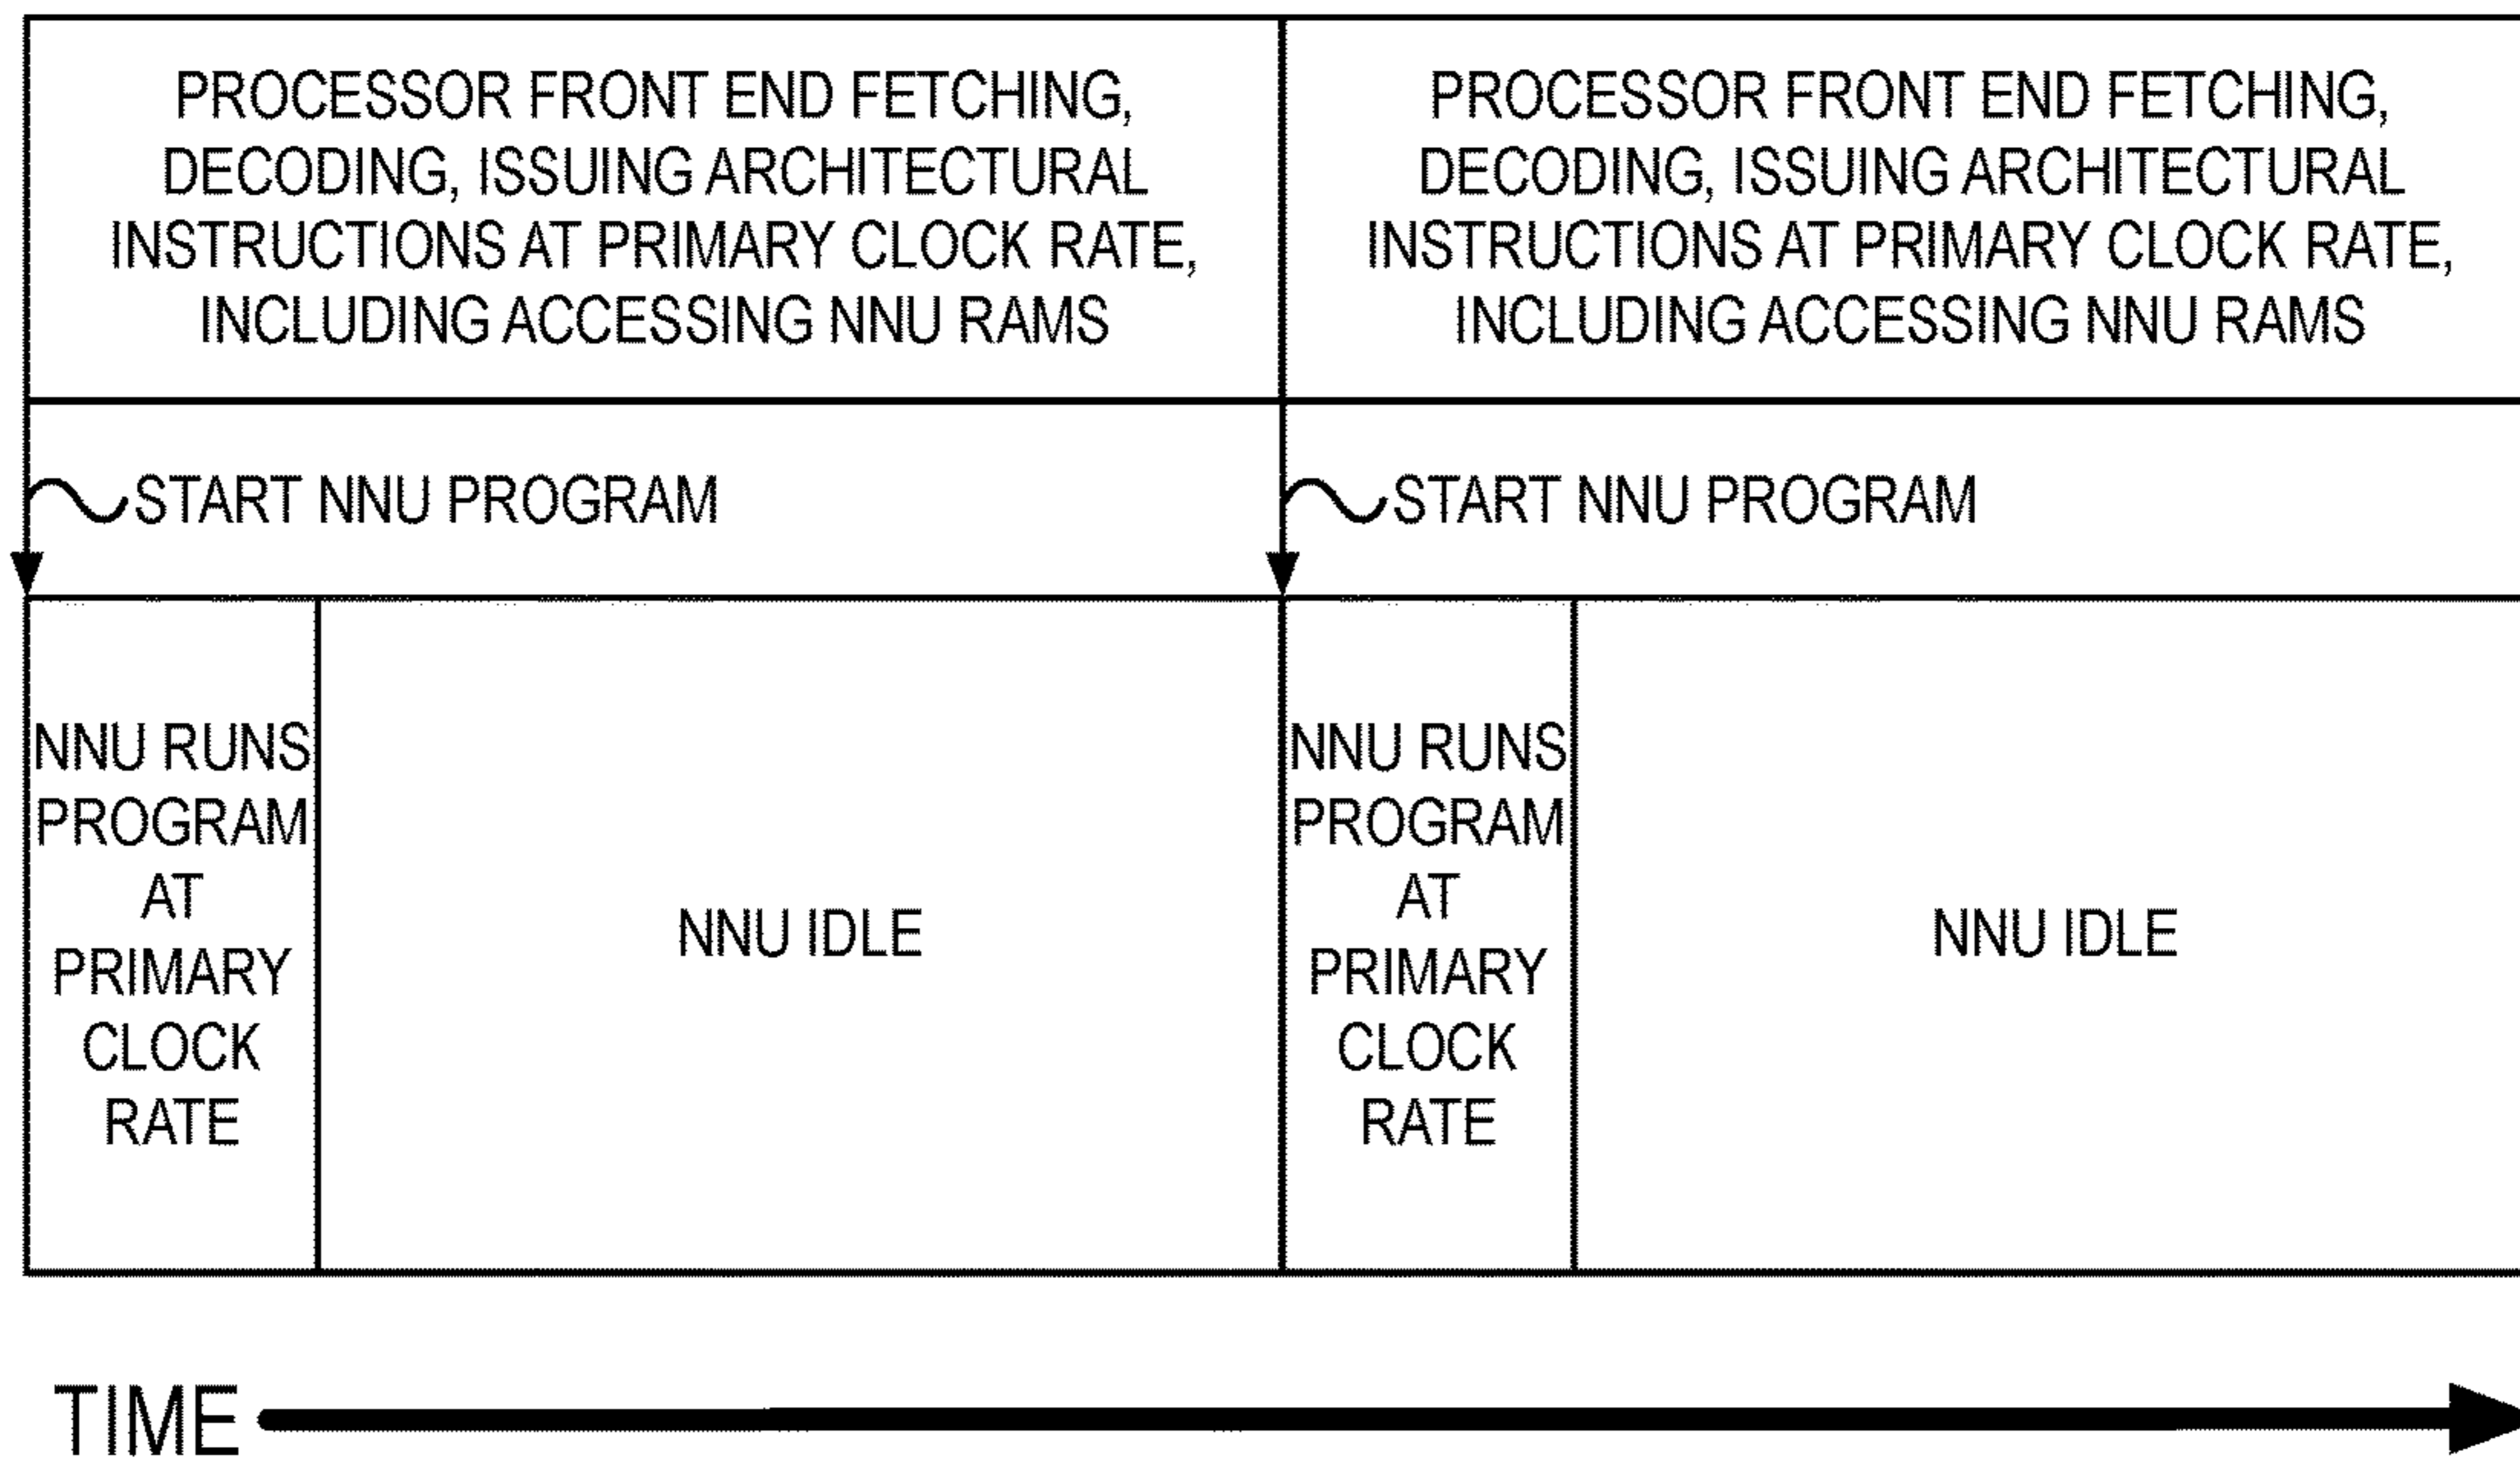 PROCESSOR FRONT END FETCHING,
DECODING, ISSUING ARCHITECTURAL
INSTRUCTIONS AT PRIMARY CLOCK RATE,
INCLUDING ACCESSING NNU RAMS
PROCESSOR FRONT END FETCHING,
DECODING, ISSUING ARCHITECTURAL
INSTRUCTIONS AT PRIMARY CLOCK RATE,
INCLUDING ACCESSING NNU RAMS
START NNU PROGRAM
START NNU PROGRAM
NNU RUNS
PROGRAM
AT
PRIMARY
CLOCK
RATE
NNU IDLE
NNU RUNS
PROGRAM
AT
PRIMARY
CLOCK
RATE
NNU IDLE
TIME